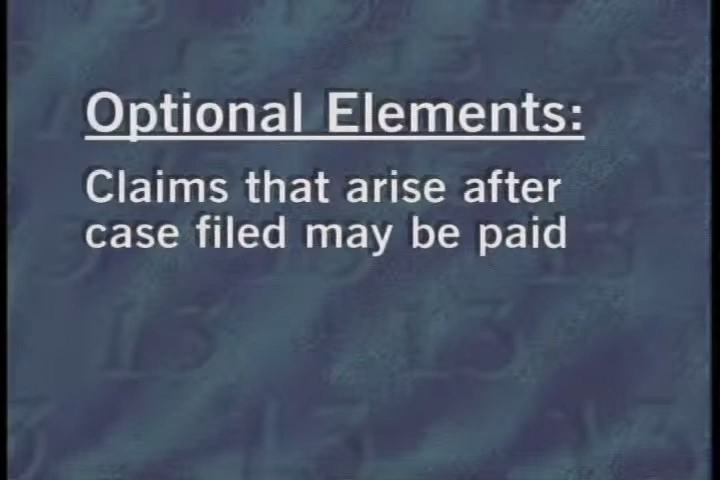 Optional Elements:
Claims that arise after
case filed may be paid